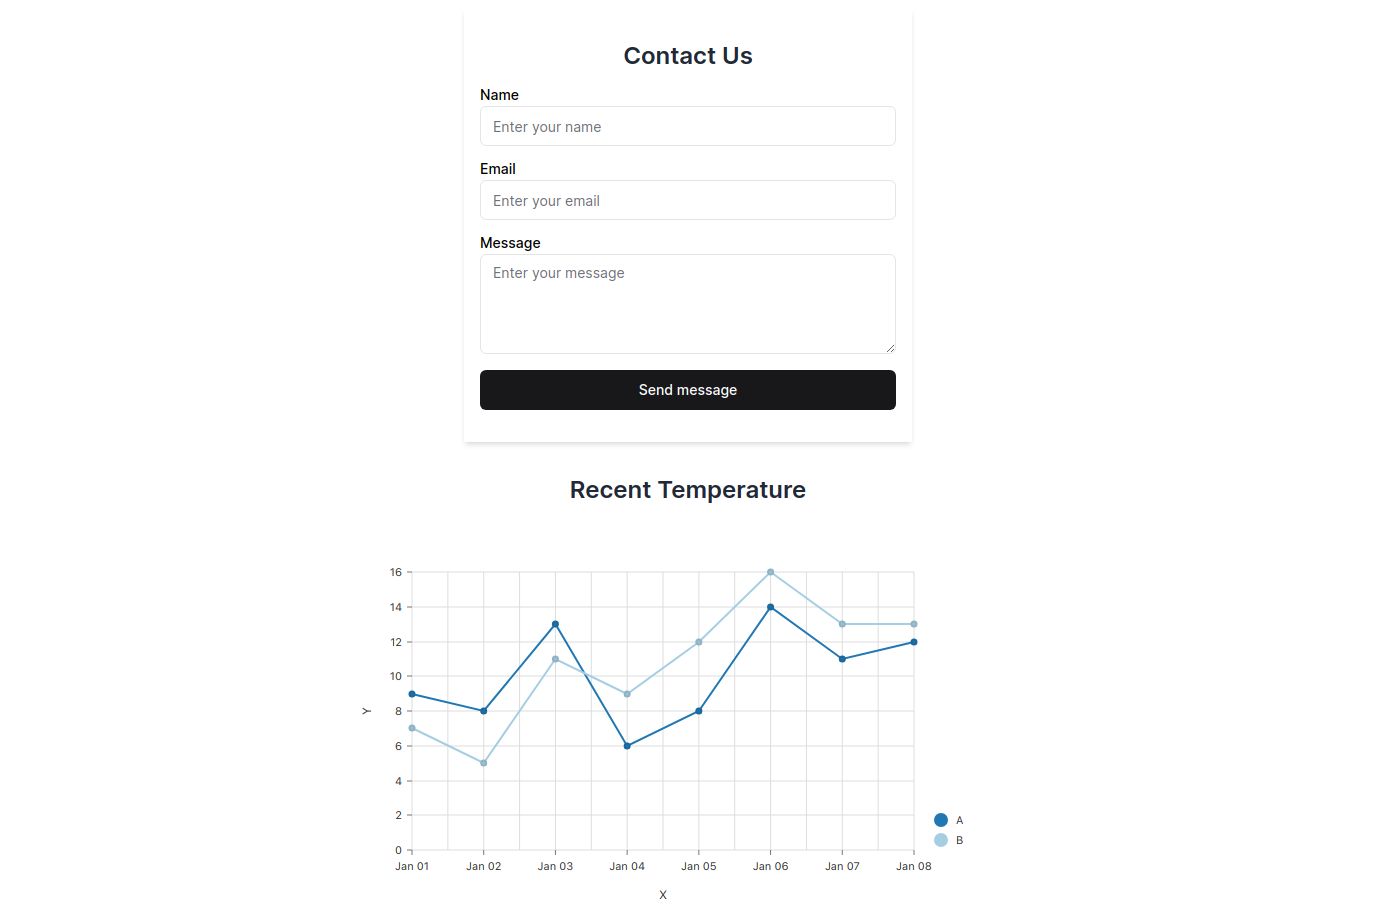 Contact Us
Name
Enter your name
Email
Enter your email
Message
Enter your message
Send message
Recent Temperature
16
14
12
10
8
6
4
2
0
Y
Jan 01 Jan 02 Jan 03 Jan 04 Jan 05 Jan 06 Jan 07 Jan 08
X
A
B